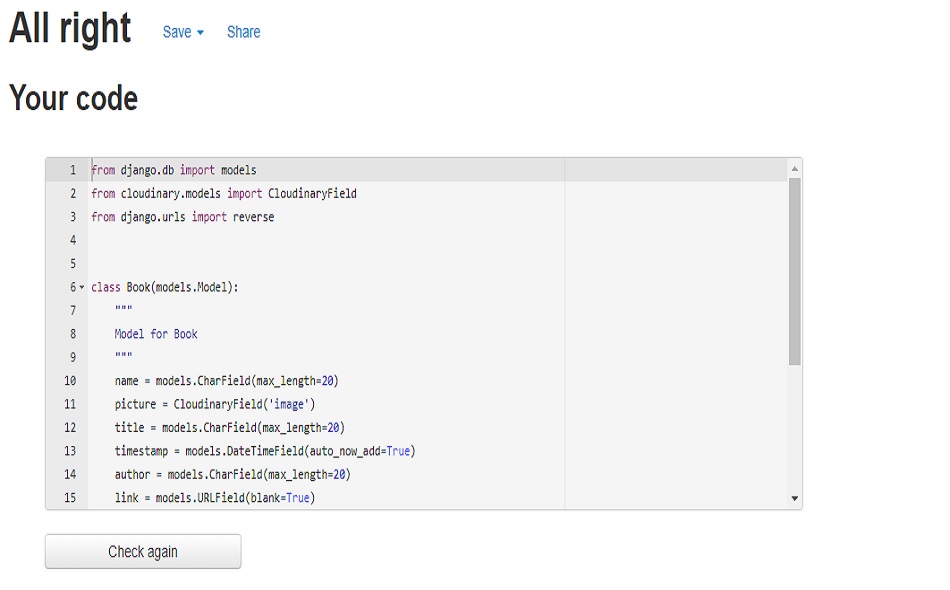 All right Save Share
Your code
1 from django.db import models
2 from cloudinary.models import CloudinaryField
3 from django.urls import reverse
4
5
6 class Book(models.Model):
7     """
8     Model for Book
9     """
10     name = models.CharField(max_length=20)
11     picture = CloudinaryField('image')
12     title = models.CharField(max_length=20)
13     timestamp = models.DateTimeField(auto_now_add=True)
14     author = models.CharField(max_length=20)
15     link = models.URLField(blank=True)
Check again